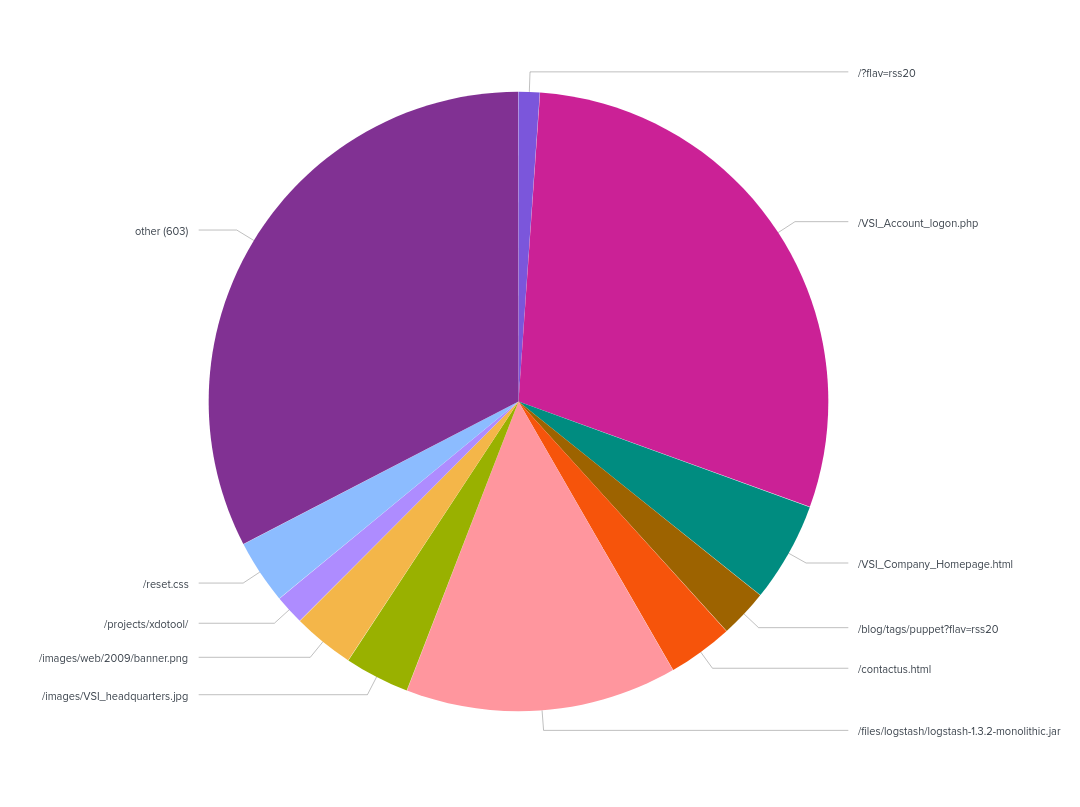 /?flav=rss20
/VSI_Account_logon.php
other (603)
/VSI_Company_Homepage.html
/reset.css
/projects/xdotool/
/blog/tags/puppet?flav=rss20
/images/web/2009/banner.png
/contactus.html
/images/VSI_headquarters.jpg
/files/logstash/logstash-1.3.2-monolithic.jar